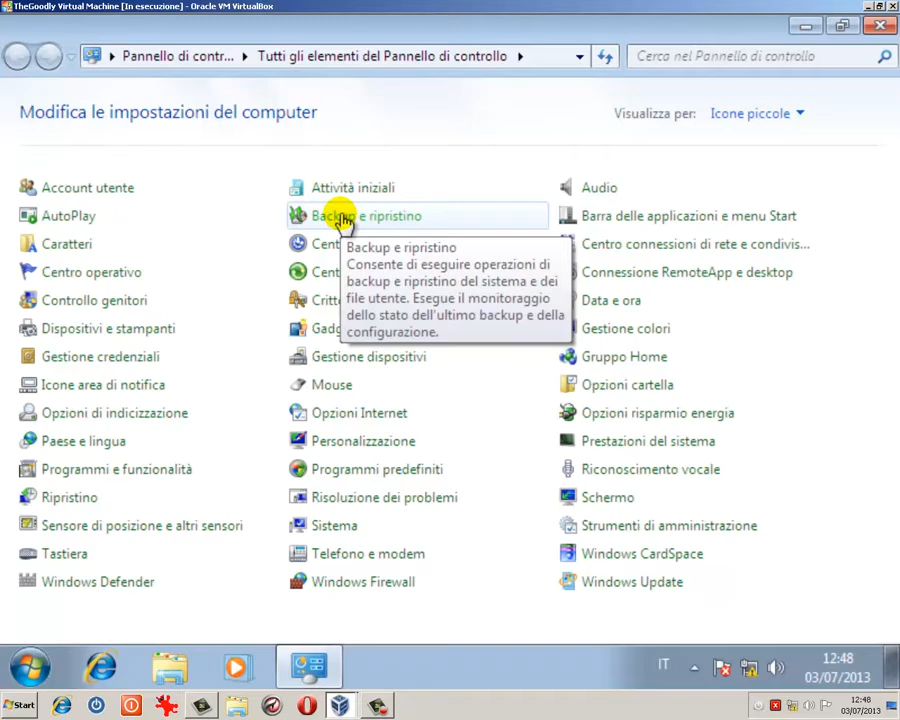 TheGoodly Virtual Machine [In esecuzione] - Oracle VM VirtualBox
Pannello di contr... Tutti gli elementi del Pannello di controllo
Cerca nel Pannello di controllo
Modifica le impostazioni del computer
Visualizza per: Icone piccole
Account utente
Attività iniziali
Audio
AutoPlay
Backup e ripristino
Barra delle applicazioni e menu Start
Caratteri
Cent
Centro connessioni di rete e condivis...
Backup e ripristino
Consente di eseguire operazioni di
backup e ripristino del sistema e dei
file utente. Esegue il monitoraggio
dello stato dell'ultimo backup e della
configurazione.
Centro operativo
Cent
Connessione RemoteApp e desktop
Controllo genitori
Critto
Data e ora
Dispositivi e stampanti
Gadg
Gestione colori
Gestione credenziali
Gestione dispositivi
Gruppo Home
Icone area di notifica
Mouse
Opzioni cartella
Opzioni di indicizzazione
Opzioni Internet
Opzioni risparmio energia
Paese e lingua
Personalizzazione
Prestazioni del sistema
Programmi e funzionalità
Programmi predefiniti
Riconoscimento vocale
Ripristino
Risoluzione dei problemi
Schermo
Sensore di posizione e altri sensori
Sistema
Strumenti di amministrazione
Tastiera
Telefono e modem
Windows CardSpace
Windows Defender
Windows Firewall
Windows Update
IT
12:48
03/07/2013
Start
12:48
03/07/2013